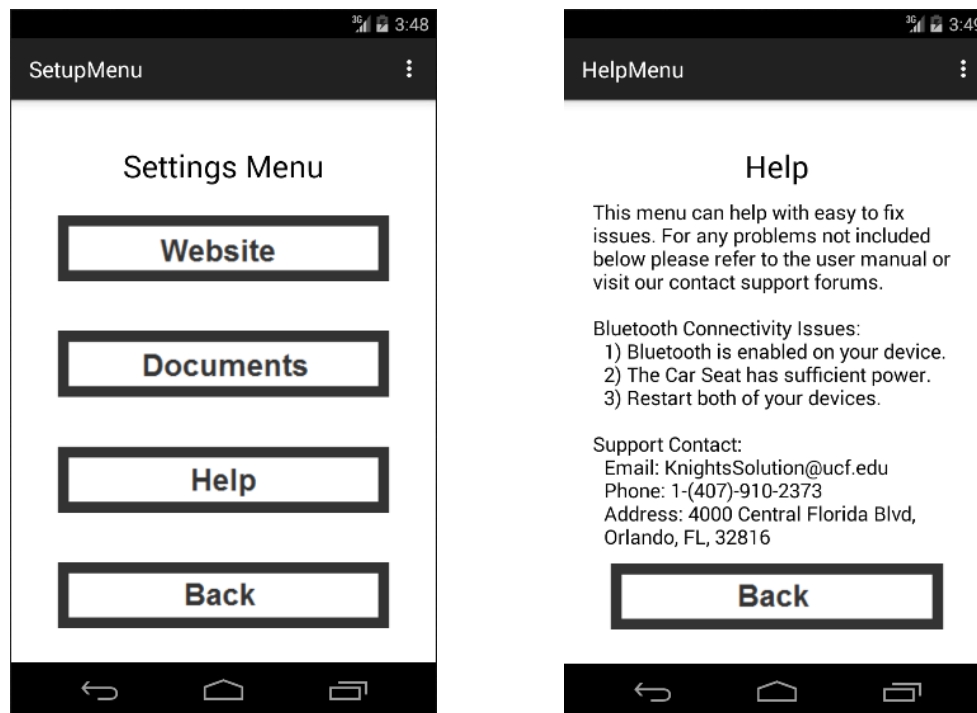 3G 3:48
SetupMenu
Settings Menu
Website
Documents
Help
Back
3G 3:49
HelpMenu
Help
This menu can help with easy to fix
issues. For any problems not included
below please refer to the user manual or
visit our contact support forums.
Bluetooth Connectivity Issues:
1) Bluetooth is enabled on your device.
2) The Car Seat has sufficient power.
3) Restart both of your devices.
Support Contact:
Email: KnightsSolution@ucf.edu
Phone: 1-(407)-910-2373
Address: 4000 Central Florida Blvd,
Orlando, FL, 32816
Back